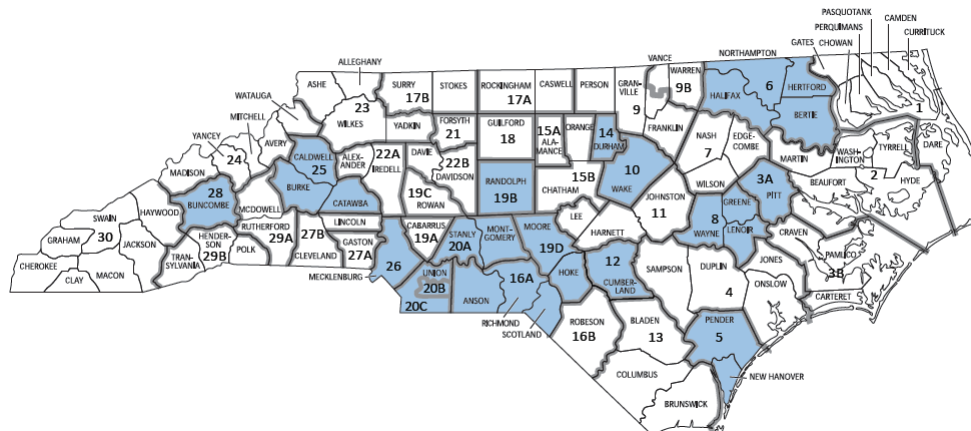 PASQUOTANK
PERQUIMANS
CAMDEN
GATES
CHOWAN
CURRITUCK
NORTHAMPTON
VANCE
ALLEGHANY
ASHE
SURRY
17B
STOKES
ROCKINGHAM
17A
CASWELL
PERSON
GRAN-
VILLE
9
WARREN
9B
HALIFAX
6
HERTFORD
BERTIE
1
WATAUGA
23
WILKES
MITCHELL
YANCEY
AVERY
YADKIN
FORSYTH
21
GUILFORD
18
15A
ALA-
MANCE
ORANGE
14
DURHAM
FRANKLIN
NASH
7
EDGE-
COMBE
WILSON
MARTIN
WASH-
INGTON
TYRRELL
DARE
2
HYDE
BEAUFORT
24
MADISON
CALDWELL
25
BURKE
ALEX-
ANDER
22A
IREDELL
DAVIE
22B
DAVIDSON
19C
ROWAN
RANDOLPH
19B
15B
CHATHAM
10
WAKE
JOHNSTON
11
3A
PITT
GREENE
8
WAYNE
LENOIR
CRAVEN
PAMLICO
3B
CARTERET
JONES
28
BUNCOMBE
MCDOWELL
CATAWBA
LINCOLN
HAYWOOD
SWAIN
GRAHAM
30
JACKSON
CHEROKEE
MACON
CLAY
TRAN-
SYLVANIA
HENDER-
SON
29B
POLK
RUTHERFORD
29A
27B
CLEVELAND
GASTON
27A
MECKLENBURG
26
CABARRUS
19A
STANLY
20A
MONT-
GOMERY
MOORE
19D
LEE
HARNETT
UNION
20B
20C
ANSON
16A
RICHMOND
SCOTLAND
HOKE
12
CUMBER-
LAND
SAMPSON
DUPLIN
4
ONSLOW
ROBESON
16B
BLADEN
13
PENDER
5
NEW HANOVER
COLUMBUS
BRUNSWICK